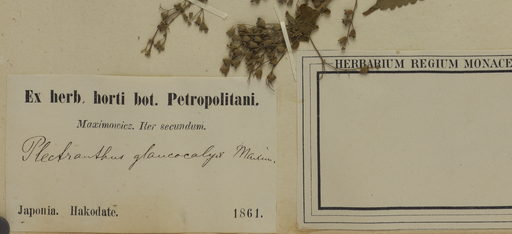 HERBARIUM REGIUM MONACE
Ex herb. horti bot. Petropolitani.
Maximowicz. Iter secundum.
Plectranthus glaucocalyx Maxim.
Japonia. Hakodate. 1861.